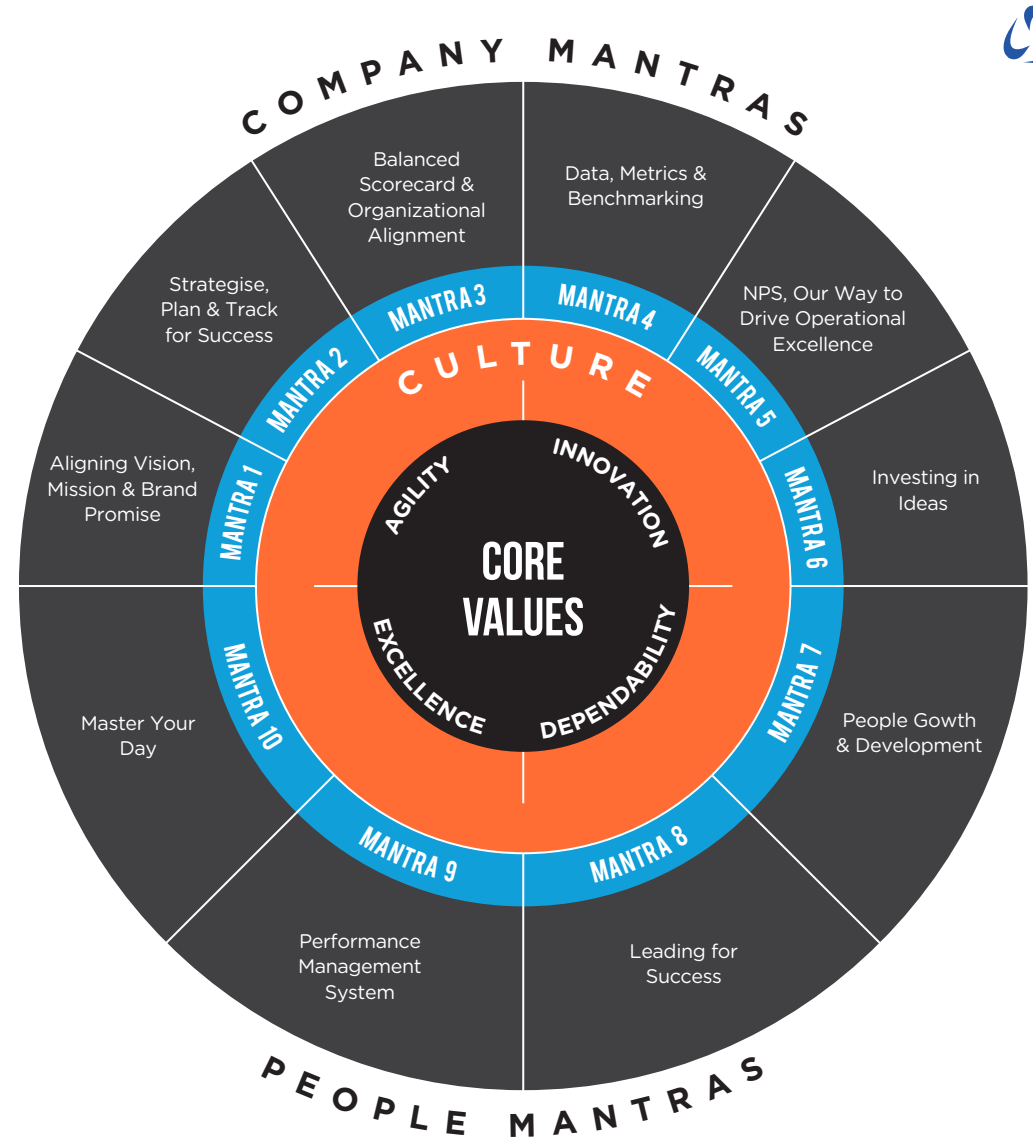 COMPANY MANTRAS
Balanced
Scorecard &
Organizational
Alignment
Data, Metrics &
Benchmarking
Strategise,
Plan & Track
for Success
NPS, Our Way to
Drive Operational
Excellence
Aligning Vision,
Mission & Brand
Promise
Investing in
Ideas
MANTRA 1
MANTRA 2
MANTRA 3
MANTRA 4
MANTRA 5
MANTRA 6
CULTURE
AGILITY
INNOVATION
CORE
VALUES
EXCELLENCE
DEPENDABILITY
MANTRA 7
MANTRA 8
MANTRA 9
MANTRA 10
Master Your
Day
People Gowth
& Development
Performance
Management
System
Leading for
Success
PEOPLE MANTRAS